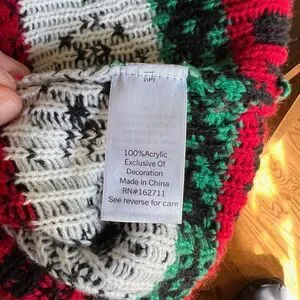 100%Acrylic
Exclusive Of
Decoration
Made in China
RN#162711
See reverse for care